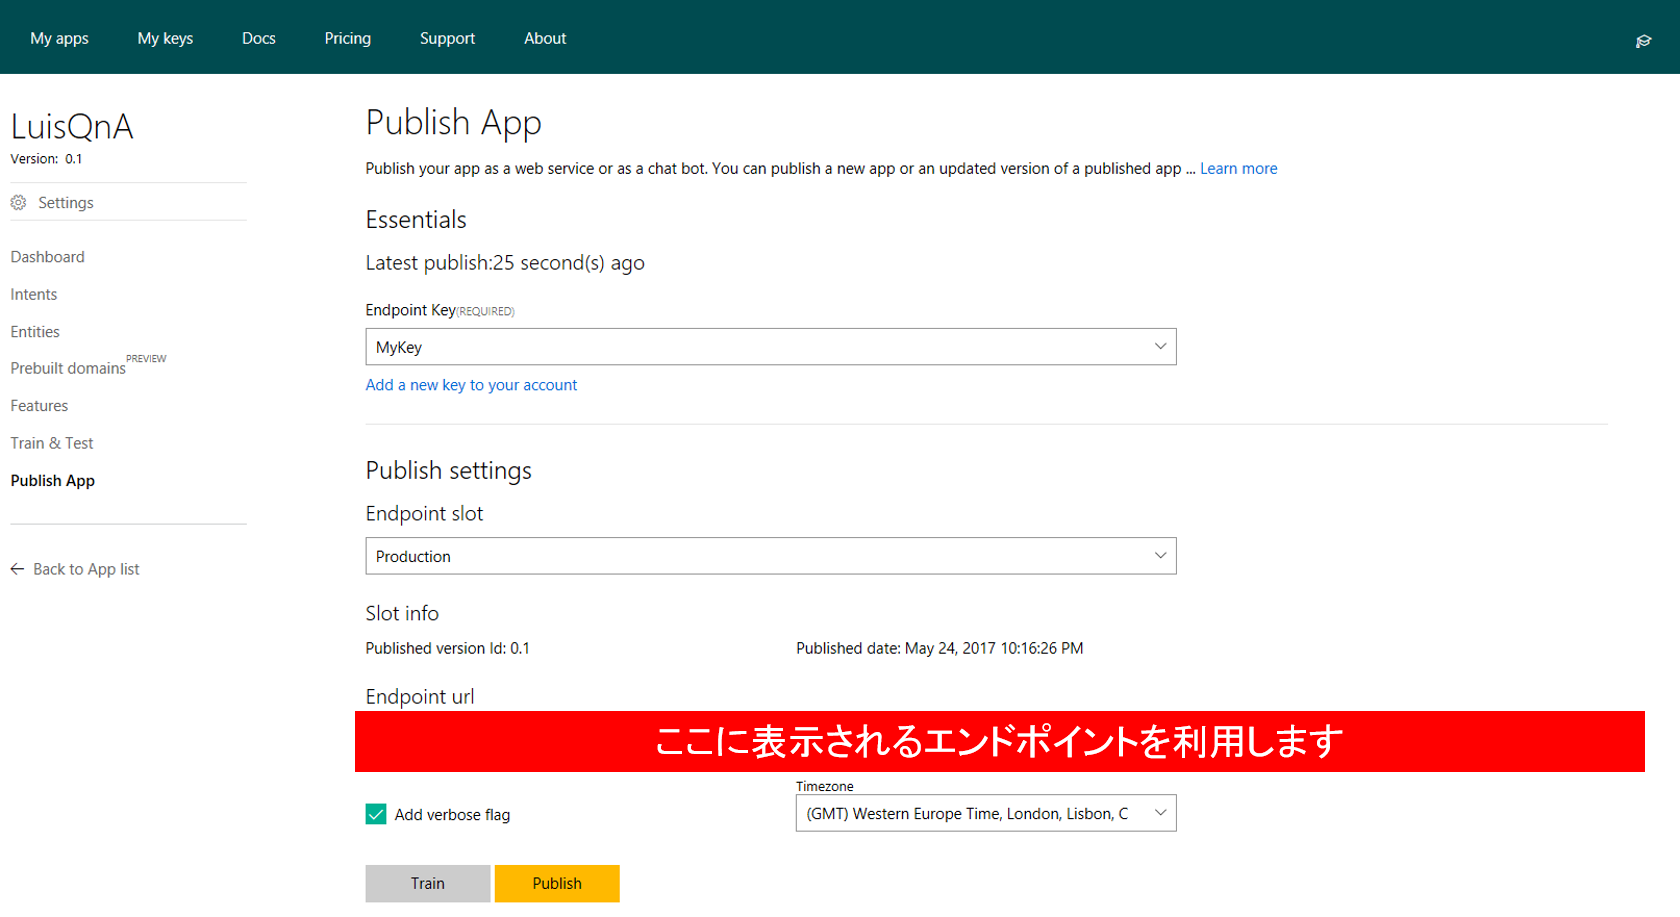 My apps My keys Docs Pricing Support About
LuisQnA
Version: 0.1
Settings
Dashboard
Intents
Entities
Prebuilt domains PREVIEW
Features
Train & Test
Publish App
Back to App list
Publish App
Publish your app as a web service or as a chat bot. You can publish a new app or an updated version of a published app ... Learn more
Essentials
Latest publish:25 second(s) ago
Endpoint Key(REQUIRED)
MyKey
Add a new key to your account
Publish settings
Endpoint slot
Production
Slot info
Published version Id: 0.1 Published date: May 24, 2017 10:16:26 PM
Endpoint url
ここに表示されるエンドポイントを利用します
Timezone
Add verbose flag (GMT) Western Europe Time, London, Lisbon, C
Train Publish